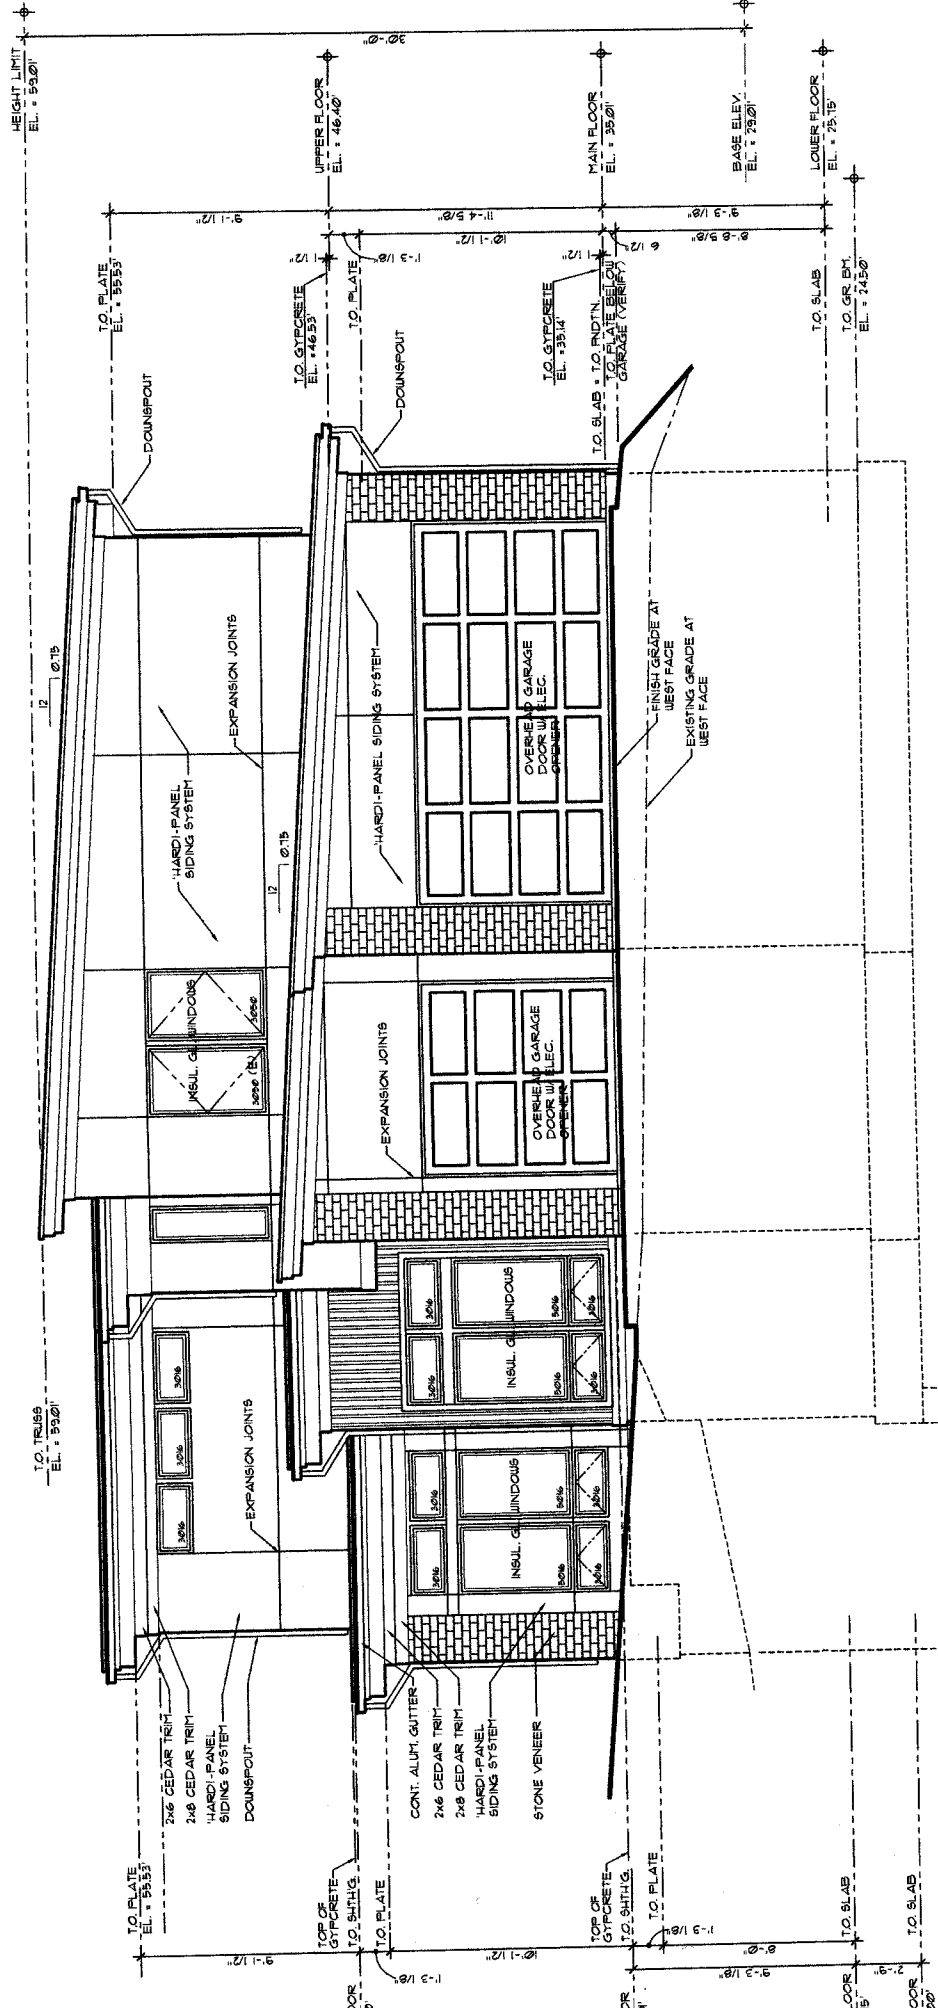 HEIGHT LIMIT
EL. = 59.01'
30'-0"
UPPER FLOOR
EL. = 46.40'
MAIN FLOOR
EL. = 35.01'
BASE ELEV.
EL. = 29.01'
LOWER FLOOR
EL. = 25.75'
9'-1 1/2"
11'-4 5/8"
9'-3 1/8"
1 1/2"
1'-3 1/8"
10'-1 1/2"
1 1/2"
6 1/2"
8'-8 5/8"
T.O. PLATE
EL. = 55.53'
T.O. GYPCRETE
EL. = 46.53'
T.O. PLATE
T.O. GYPCRETE
EL. = 35.14'
T.O. SLAB = T.O. FNDT'N.
T.O. PLATE BELOW
GARAGE (VERIFY)
T.O. SLAB
T.O. GR. BM.
EL. = 24.50'
DOWNSPOUT
DOWNSPOUT
12
0.75
EXPANSION JOINTS
'HARDI-PANEL
SIDING SYSTEM
12
0.75
'HARDI-PANEL SIDING SYSTEM
OVERHEAD GARAGE
DOOR W/ ELEC.
OPENER
FINISH GRADE AT
WEST FACE
EXISTING GRADE AT
WEST FACE
INSUL. GL. WINDOWS
3050 (E)
3050
EXPANSION JOINTS
OVERHEAD GARAGE
DOOR W/ ELEC.
OPENER
T.O. TRUSS
EL. = 59.01'
3016
3016
3016
EXPANSION JOINTS
3016
3016
INSUL. GL. WINDOWS
5016
5016
3016
3016
3016
3016
INSUL. GL. WINDOWS
5016
5016
3016
3016
2x6 CEDAR TRIM
2x8 CEDAR TRIM
'HARDI-PANEL
SIDING SYSTEM
DOWNSPOUT
CONT. ALUM. GUTTER
2x6 CEDAR TRIM
2x8 CEDAR TRIM
'HARDI-PANEL
SIDING SYSTEM
STONE VENEER
T.O. PLATE
EL. = 55.53'
TOP OF
GYPCRETE
T.O. SHTH'G.
T.O. PLATE
TOP OF
GYPCRETE
T.O. SHTH'G.
T.O. PLATE
T.O. SLAB
T.O. SLAB
9'-1 1/2"
1'-3 1/8"
10'-1 1/2"
1'-3 1/8"
8'-0"
9'-3 1/8"
2'-9"